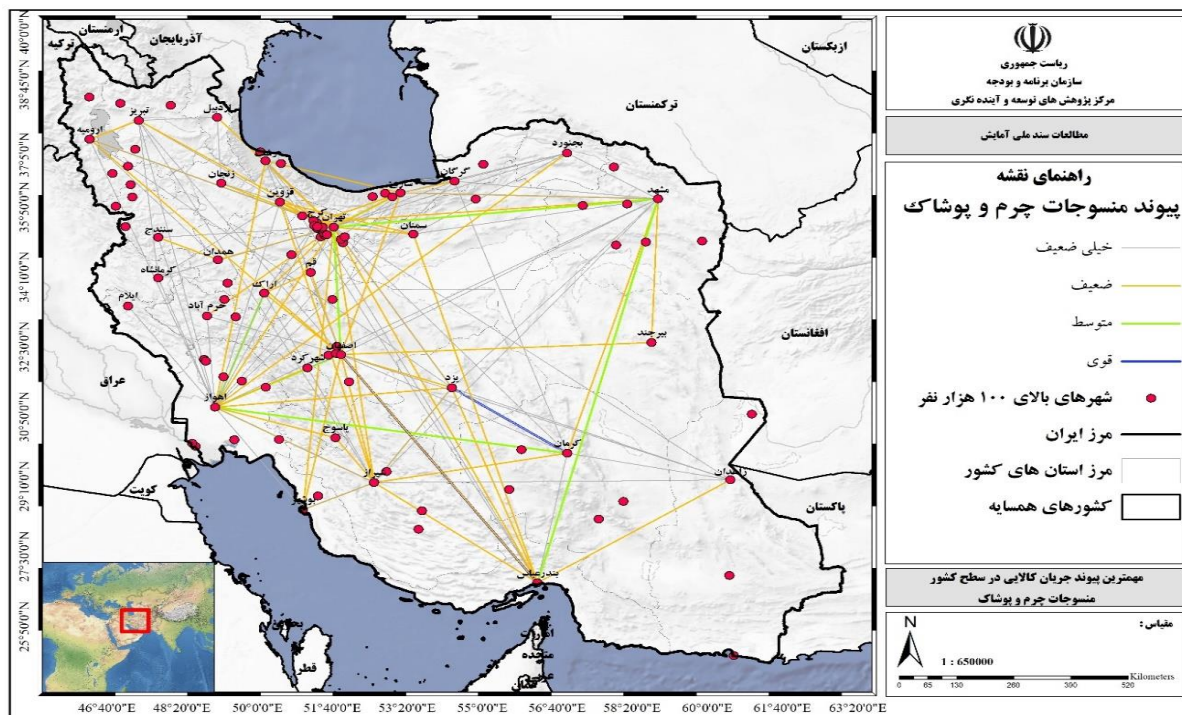 ریاست جمهوری
سازمان برنامه و بودجه
مرکز پژوهش های توسعه و آینده نگری
مطالعات سند ملی آمایش
راهنمای نقشه
پیوند منسوجات چرم و پوشاک
خیلی ضعیف
ضعیف
متوسط
قوی
شهرهای بالای ۱۰۰ هزار نفر
مرز ایران
مرز استان های کشور
کشورهای همسایه
مهمترین پیوند جریان کالایی در سطح کشور
منسوجات چرم و پوشاک
مقیاس :
N
1 : 650000
Kilometers
0 65 130 260 390 520
ارمنستان
ترکیه
آذربایجان
ازبکستان
ترکمنستان
افغانستان
پاکستان
عراق
کویت
قطر
امارات
متحده
تبریز
اردبیل
ارومیه
زنجان
قزوین
کرج
تهران
گرگان
بجنورد
مشهد
سمنان
سنندج
همدان
قم
کرمانشاه
اراک
ایلام
خرم آباد
اصفهان
شهرکرد
بیرجند
یزد
اهواز
یاسوج
کرمان
شیراز
زاهدان
بندرعباس
40°0'0"N
38°45'0"N
37°5'0"N
35°50'0"N
35°50'0"N
34°10'0"N
32°30'0"N
30°50'0"N
29°10'0"N
27°30'0"N
25°50'0"N
46°40'0"E 48°20'0"E 50°0'0"E 51°40'0"E 53°20'0"E 55°0'0"E 56°40'0"E 58°20'0"E 60°0'0"E 61°40'0"E 63°20'0"E